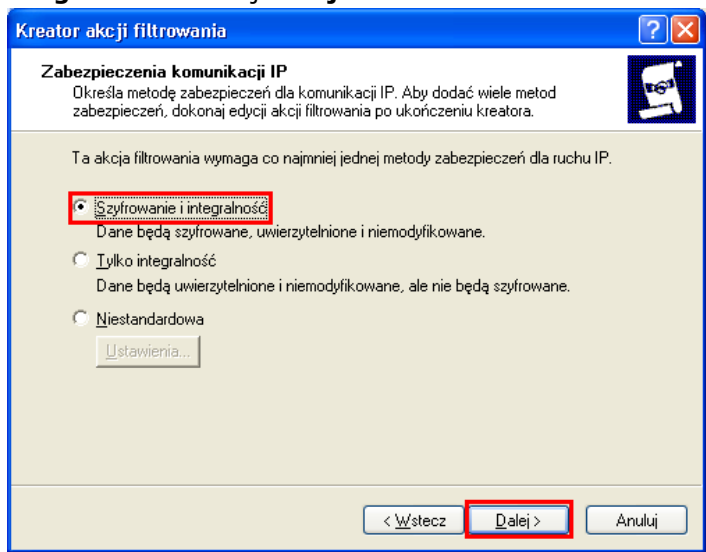 Kreator akcji filtrowania
Zabezpieczenia komunikacji IP
Określa metodę zabezpieczeń dla komunikacji IP. Aby dodać wiele metod
zabezpieczeń, dokonaj edycji akcji filtrowania po ukończeniu kreatora.
Ta akcja filtrowania wymaga co najmniej jednej metody zabezpieczeń dla ruchu IP.
Szyfrowanie i integralność
Dane będą szyfrowane, uwierzytelnione i niemodyfikowane.
Tylko integralność
Dane będą uwierzytelnione i niemodyfikowane, ale nie będą szyfrowane.
Niestandardowa
Ustawienia...
< Wstecz Dalej > Anuluj